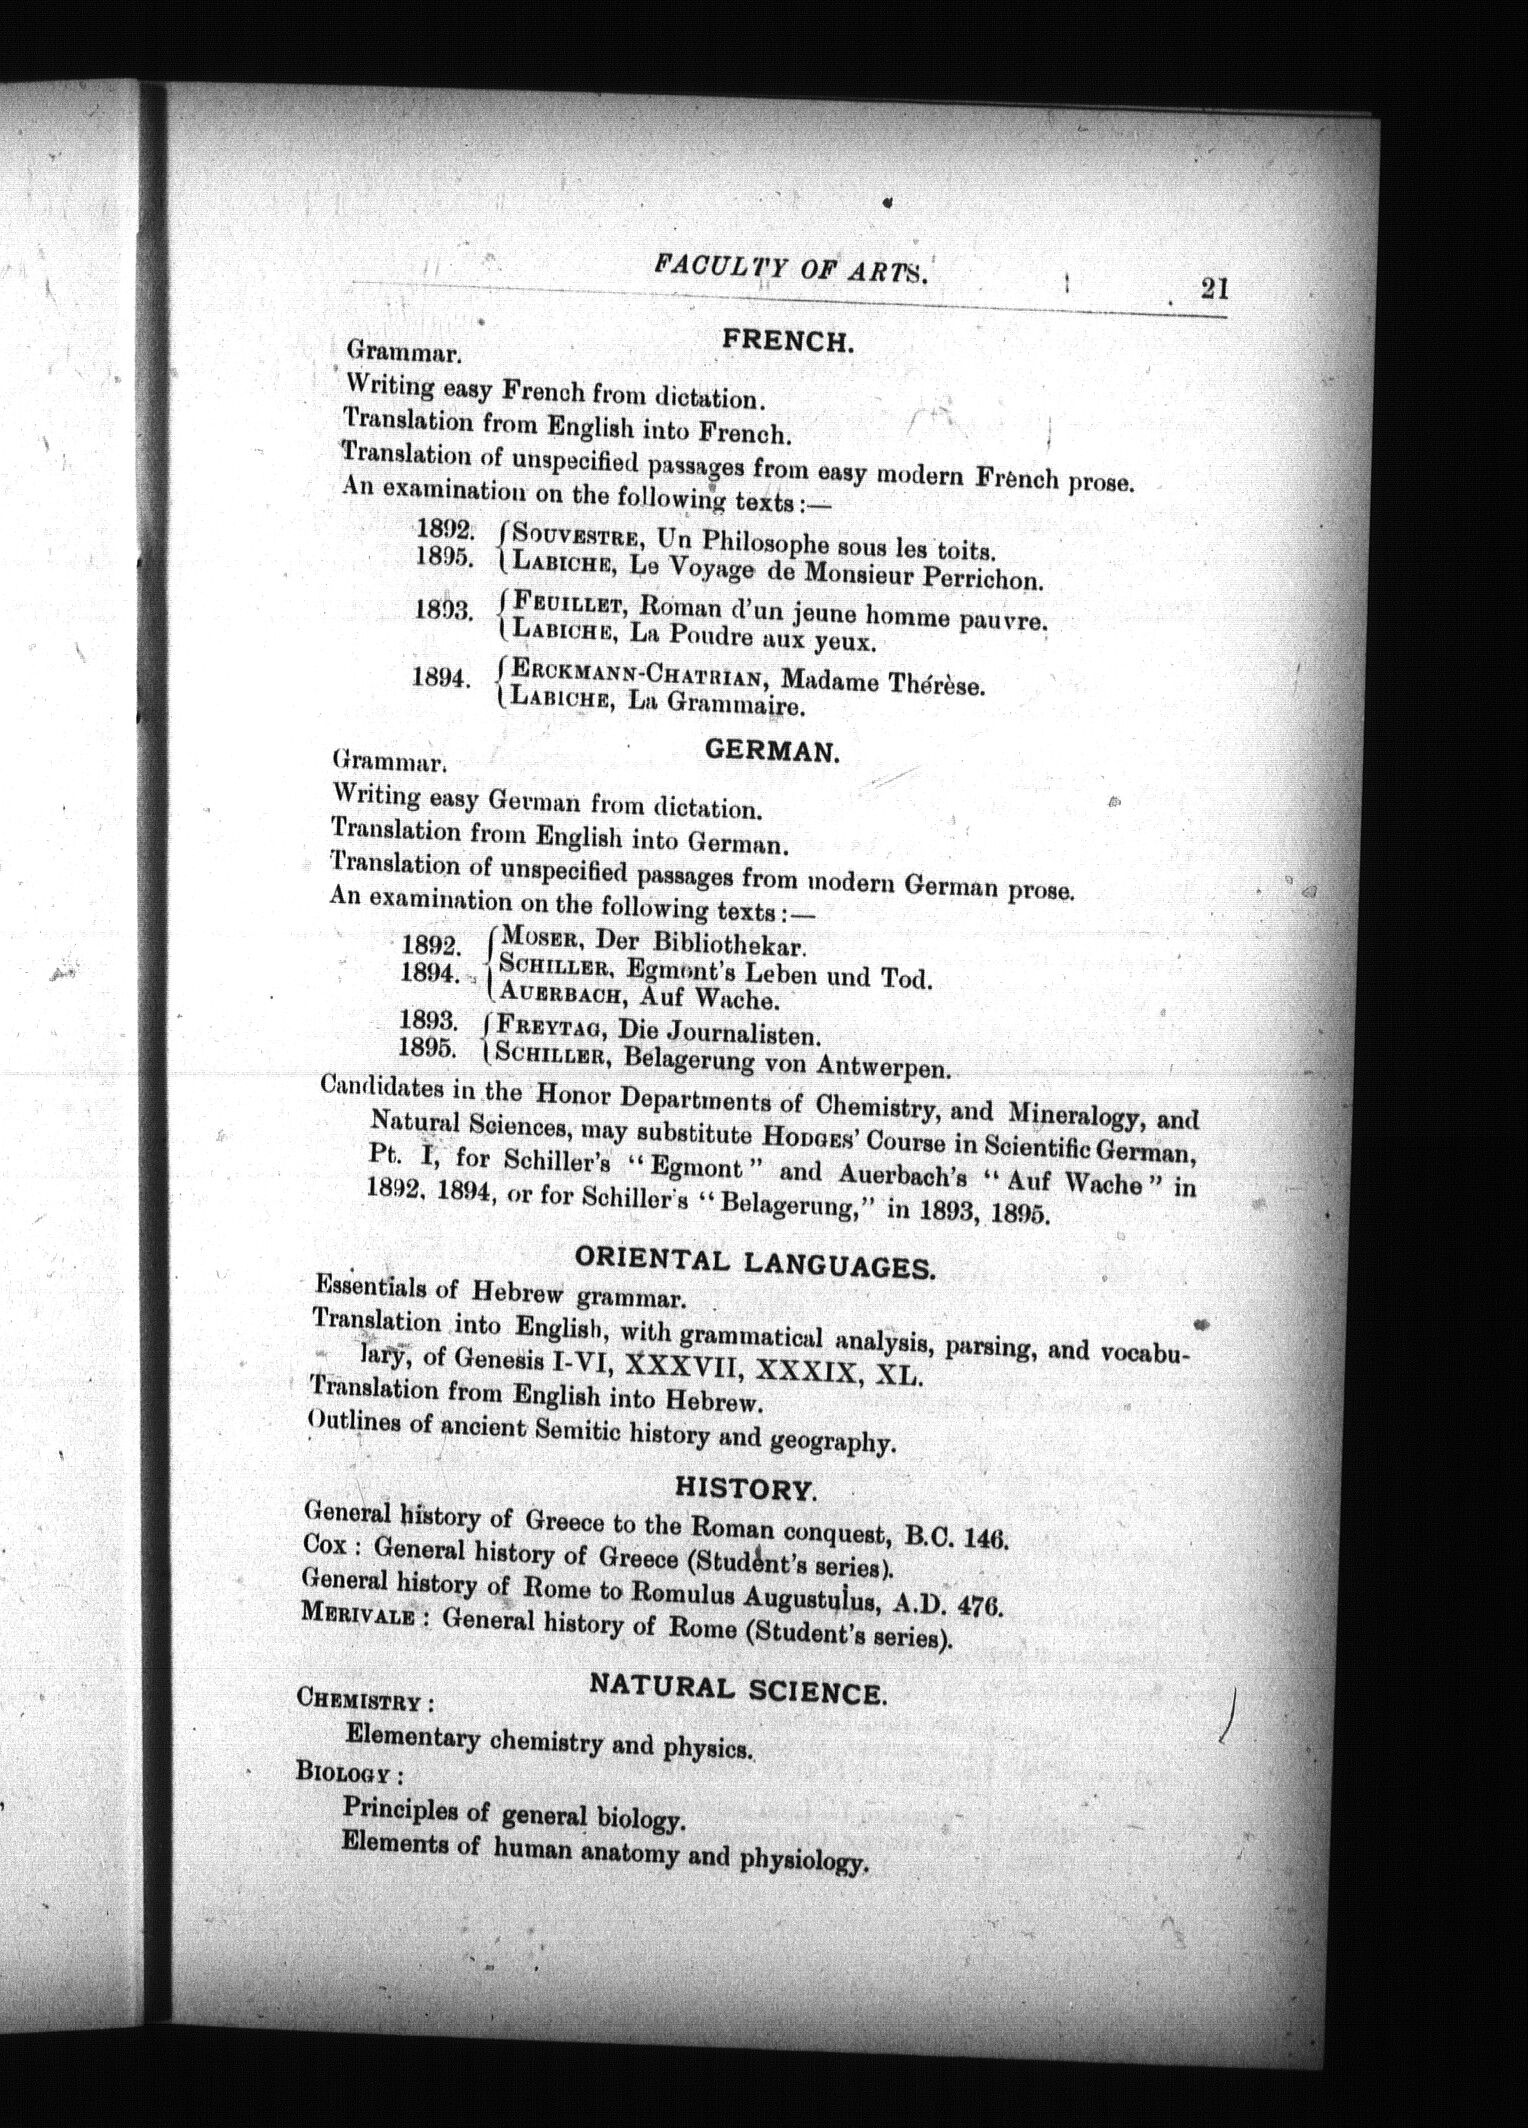 FACULTY OF ARTS. 21
FRENCH.
Grammar.
Writing easy French from dictation.
Translation from English into French.
Translation of unspecified passages from easy modern French prose.
An examination on the following texts:—
1892. { SOUVESTRE, Un Philosophe sous les toits.
1895. { LABICHE, Le Voyage de Monsieur Perrichon.
1893. { FEUILLET, Roman d'un jeune homme pauvre.
{ LABICHE, La Poudre aux yeux.
1894. { ERCKMANN-CHATRIAN, Madame Thérèse.
{ LABICHE, La Grammaire.
GERMAN.
Grammar.
Writing easy German from dictation.
Translation from English into German.
Translation of unspecified passages from modern German prose.
An examination on the following texts:—
1892. { MOSER, Der Bibliothekar.
1894. { SCHILLER, Egmont's Leben und Tod.
{ AUERBACH, Auf Wache.
1893. { FREYTAG, Die Journalisten.
1895. { SCHILLER, Belagerung von Antwerpen.
Candidates in the Honor Departments of Chemistry, and Mineralogy, and
Natural Sciences, may substitute HODGES' Course in Scientific German,
Pt. I, for Schiller's "Egmont" and Auerbach's "Auf Wache" in
1892, 1894, or for Schiller's "Belagerung," in 1893, 1895.
ORIENTAL LANGUAGES.
Essentials of Hebrew grammar.
Translation into English, with grammatical analysis, parsing, and vocabu-
lary, of Genesis I-VI, XXXVII, XXXIX, XL.
Translation from English into Hebrew.
Outlines of ancient Semitic history and geography.
HISTORY.
General history of Greece to the Roman conquest, B.C. 146.
COX: General history of Greece (Student's series).
General history of Rome to Romulus Augustulus, A.D. 476.
MERIVALE: General history of Rome (Student's series).
NATURAL SCIENCE.
CHEMISTRY:
Elementary chemistry and physics.
BIOLOGY:
Principles of general biology.
Elements of human anatomy and physiology.